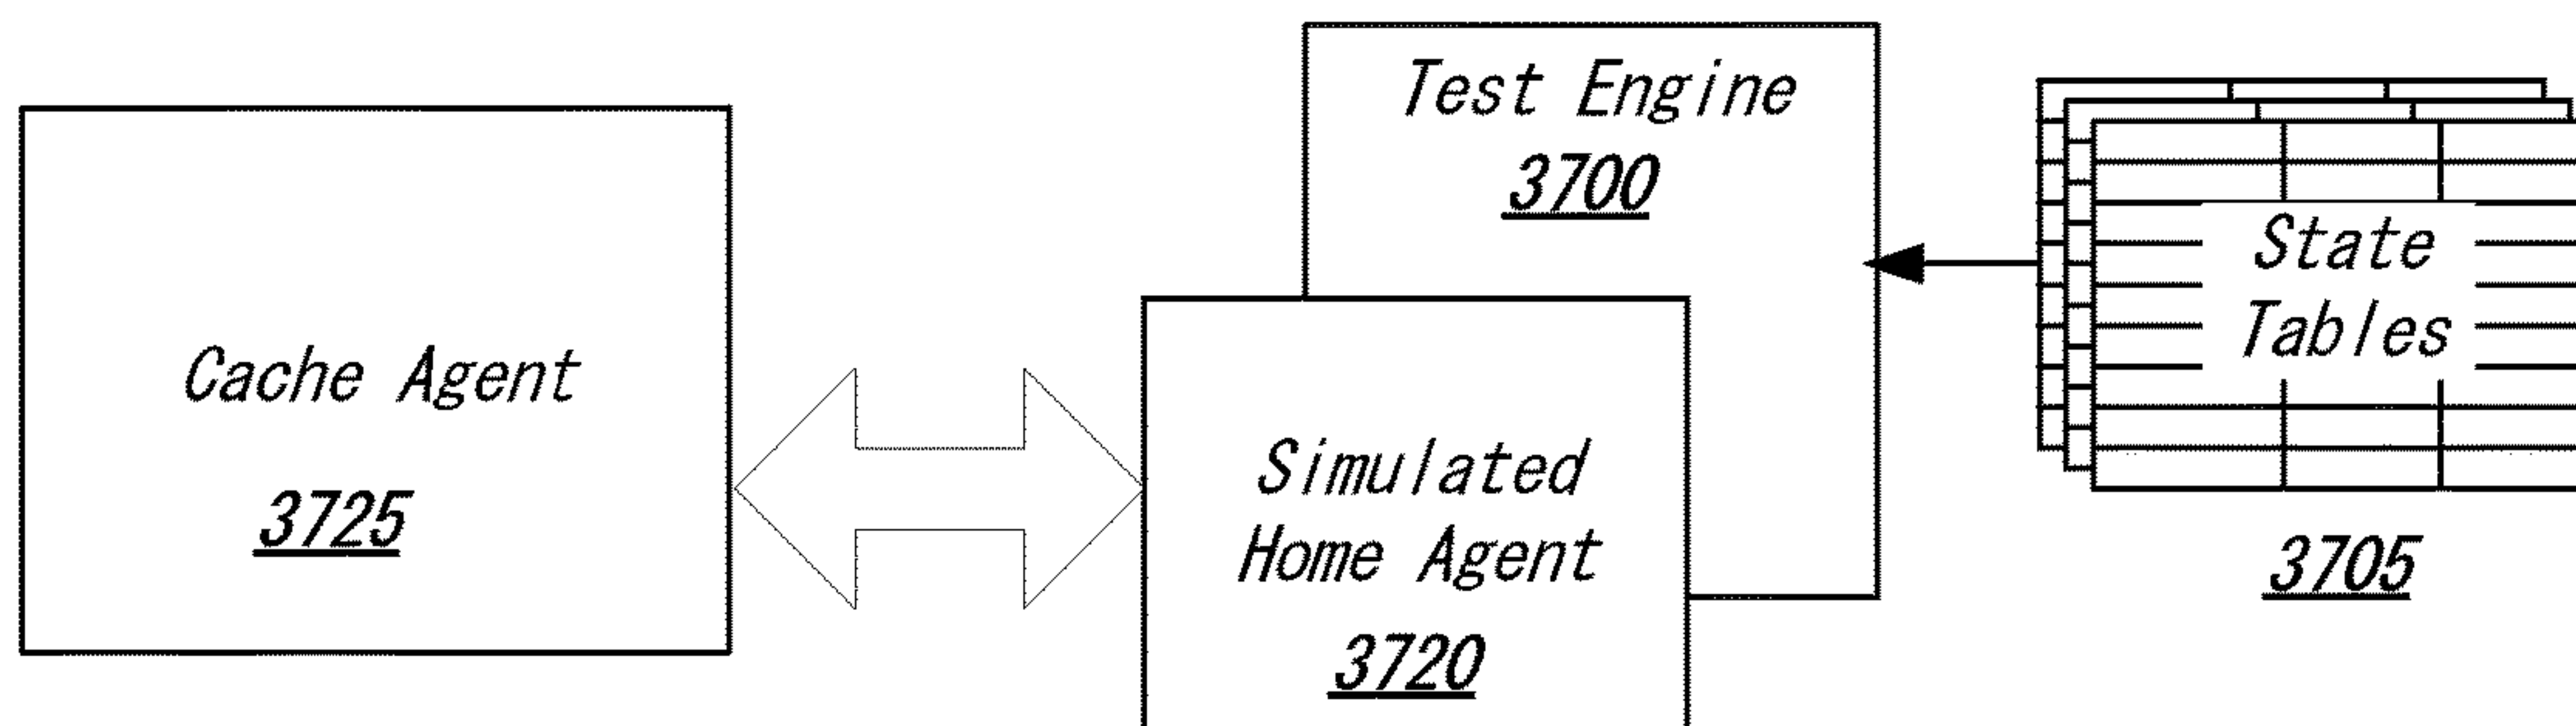 Cache Agent
3725
Test Engine
3700
Simulated
Home Agent
3720
State
Tables
3705